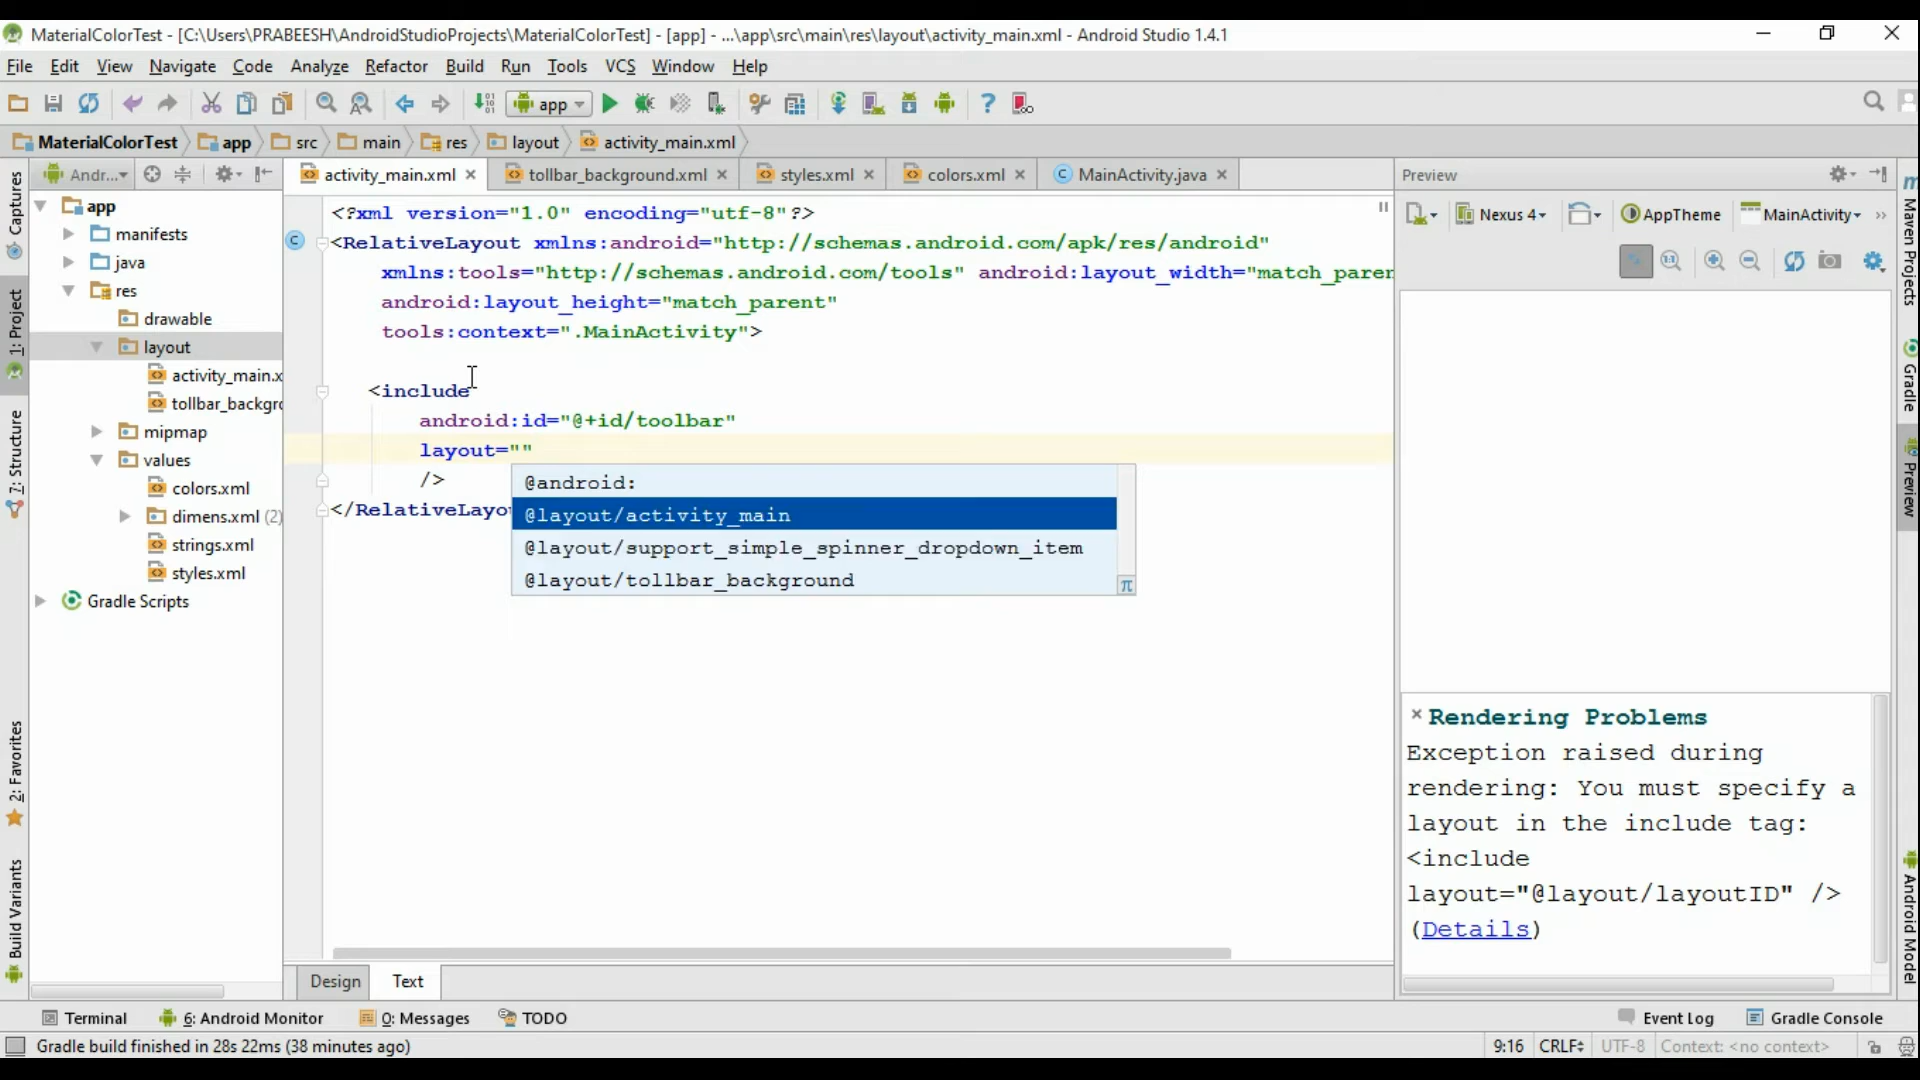 MaterialColorTest - [C:\Users\PRABEESH\AndroidStudioProjects\MaterialColorTest] - [app] - ...\app\src\main\res\layout\activity_main.xml - Android Studio 1.4.1
File Edit View Navigate Code Analyze Refactor Build Run Tools VCS Window Help
app
MaterialColorTest app src main res layout activity_main.xml
Andr...
activity_main.xml tollbar_background.xml styles.xml colors.xml MainActivity.java
Preview
Nexus 4 AppTheme MainActivity
Captures
1: Project
7: Structure
2: Favorites
Build Variants
app
manifests
java
res
drawable
layout
activity_main.x
tollbar_backgr
mipmap
values
colors.xml
dimens.xml (2)
strings.xml
styles.xml
Gradle Scripts
<?xml version="1.0" encoding="utf-8"?>
<RelativeLayout xmlns:android="http://schemas.android.com/apk/res/android"
xmlns:tools="http://schemas.android.com/tools" android:layout_width="match_paren
android:layout_height="match_parent"
tools:context=".MainActivity">
<include
android:id="@+id/toolbar"
layout=""
/>
</RelativeLayou
@android:
@layout/activity_main
@layout/support_simple_spinner_dropdown_item
@layout/tollbar_background
π
Rendering Problems
Exception raised during
rendering: You must specify a
layout in the include tag:
<include
layout="@layout/layoutID" />
(Details)
Maven Projects
Gradle
Preview
Android Model
Design Text
Terminal 6: Android Monitor 0: Messages TODO Event Log Gradle Console
Gradle build finished in 28s 22ms (38 minutes ago) 9:16 CRLF UTF-8 Context: <no context>